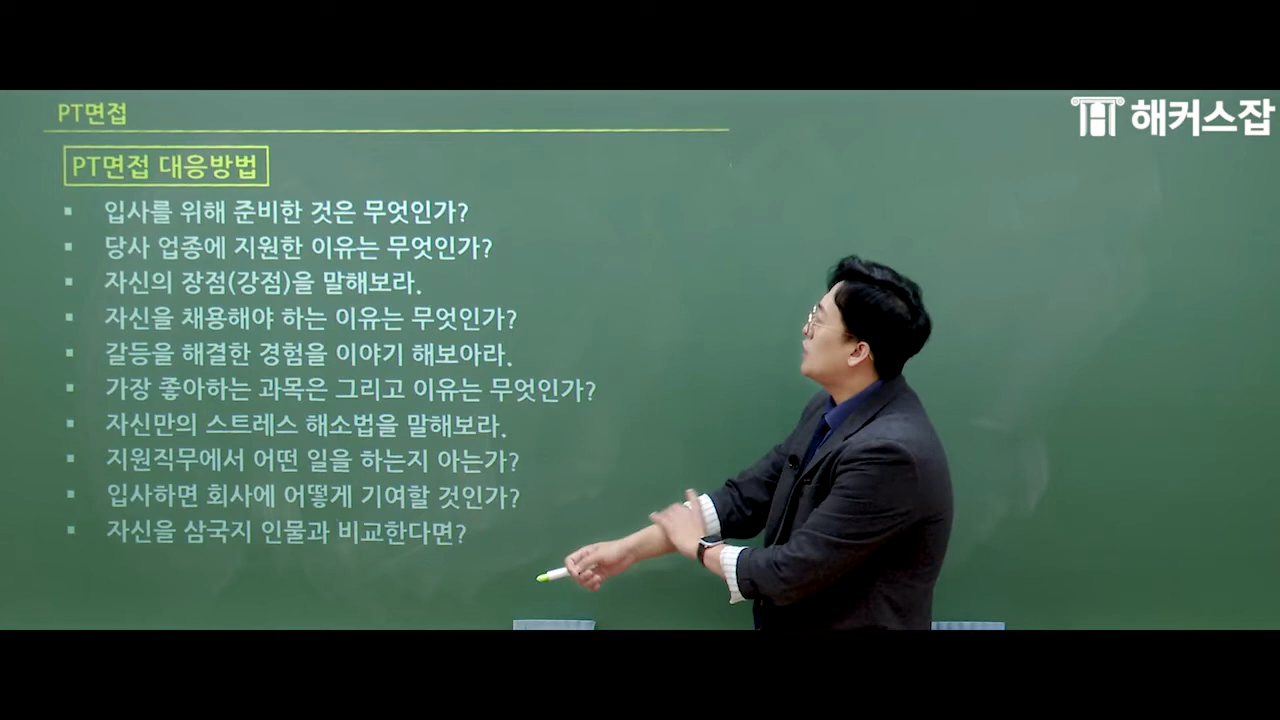 PT면접
해커스잡
PT면접 대응방법
▪ 입사를 위해 준비한 것은 무엇인가?
▪ 당사 업종에 지원한 이유는 무엇인가?
▪ 자신의 장점(강점)을 말해보라.
▪ 자신을 채용해야 하는 이유는 무엇인가?
▪ 갈등을 해결한 경험을 이야기 해보아라.
▪ 가장 좋아하는 과목은 그리고 이유는 무엇인가?
▪ 자신만의 스트레스 해소법을 말해보라.
▪ 지원직무에서 어떤 일을 하는지 아는가?
▪ 입사하면 회사에 어떻게 기여할 것인가?
▪ 자신을 삼국지 인물과 비교한다면?